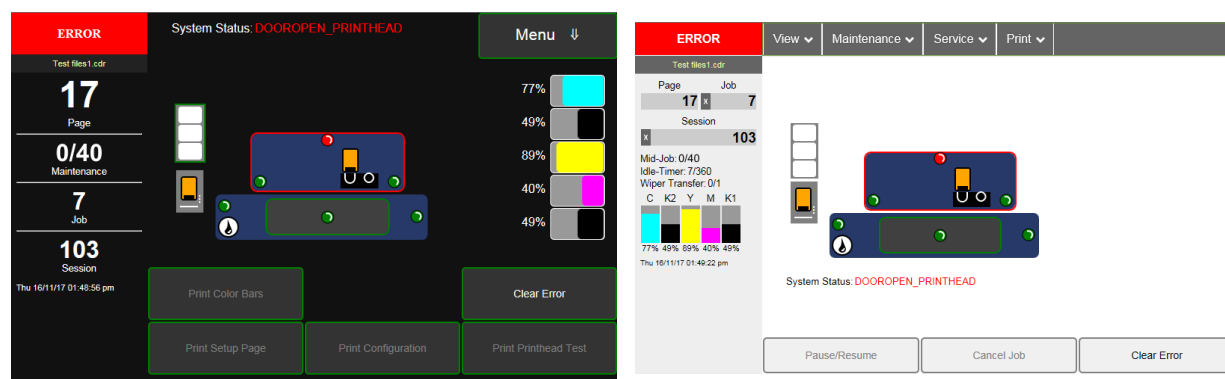 ERROR
System Status: DOOROPEN_PRINTHEAD
Menu ⇓
Test files1.cdr
17
Page
0/40
Maintenance
7
Job
103
Session
Thu 16/11/17 01:48:56 pm
77%
49%
89%
40%
49%
Print Color Bars
Clear Error
Print Setup Page
Print Configuration
Print Printhead Test
ERROR
View
Maintenance
Service
Print
Test files1.cdr
Page Job
17 x 7
Session
x 103
Mid-Job: 0/40
Idle-Timer: 7/360
Wiper Transfer: 0/1
C K2 Y M K1
77% 49% 89% 40% 49%
Thu 16/11/17 01:49:22 pm
System Status: DOOROPEN_PRINTHEAD
Pause/Resume
Cancel Job
Clear Error